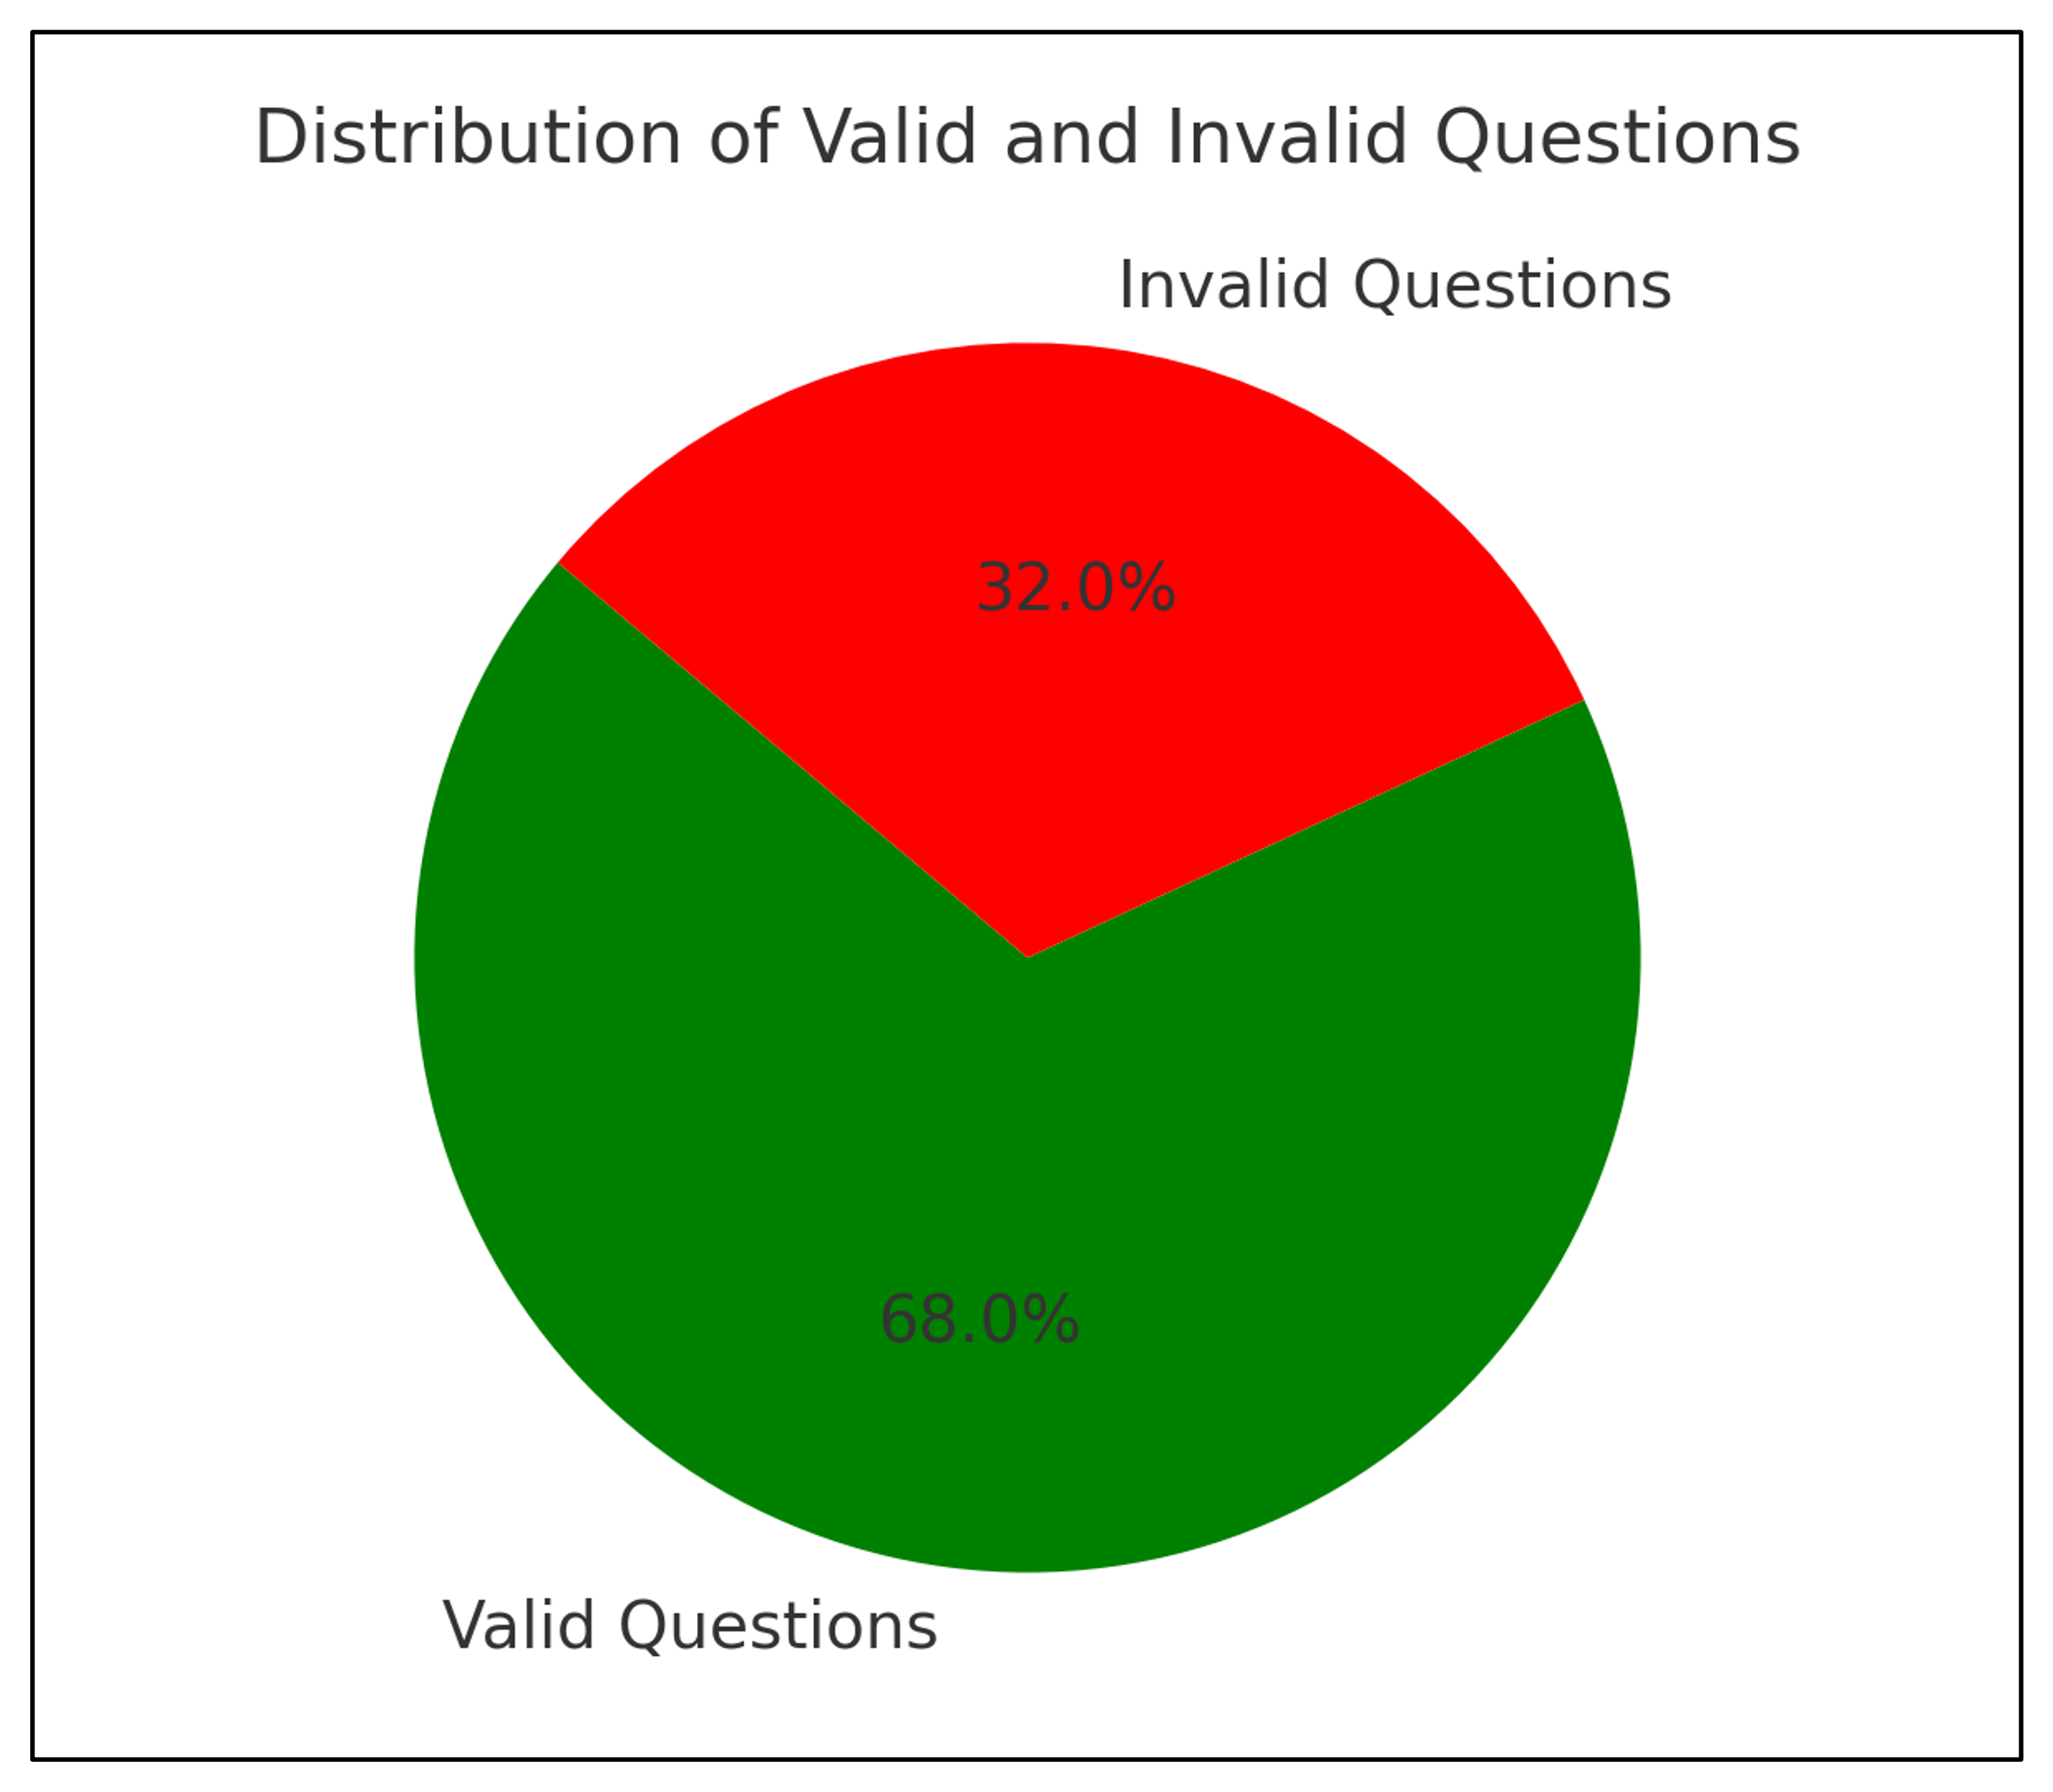 Distribution of Valid and Invalid Questions
Invalid Questions
32.0%
68.0%
Valid Questions